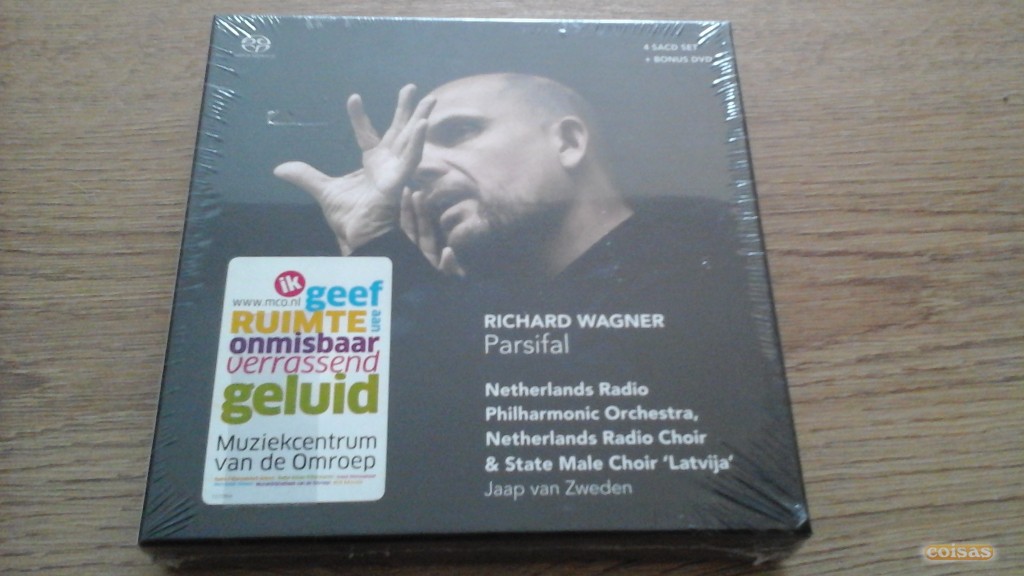 4 SACD SET
+ BONUS DVD
ik
www.mco.nl
geef
aan
RUIMTE
onmisbaar
verrassend
geluid
Muziekcentrum
van de Omroep
RICHARD WAGNER
Parsifal
Netherlands Radio
Philharmonic Orchestra,
Netherlands Radio Choir
& State Male Choir ‘Latvija’
Jaap van Zweden
coisas